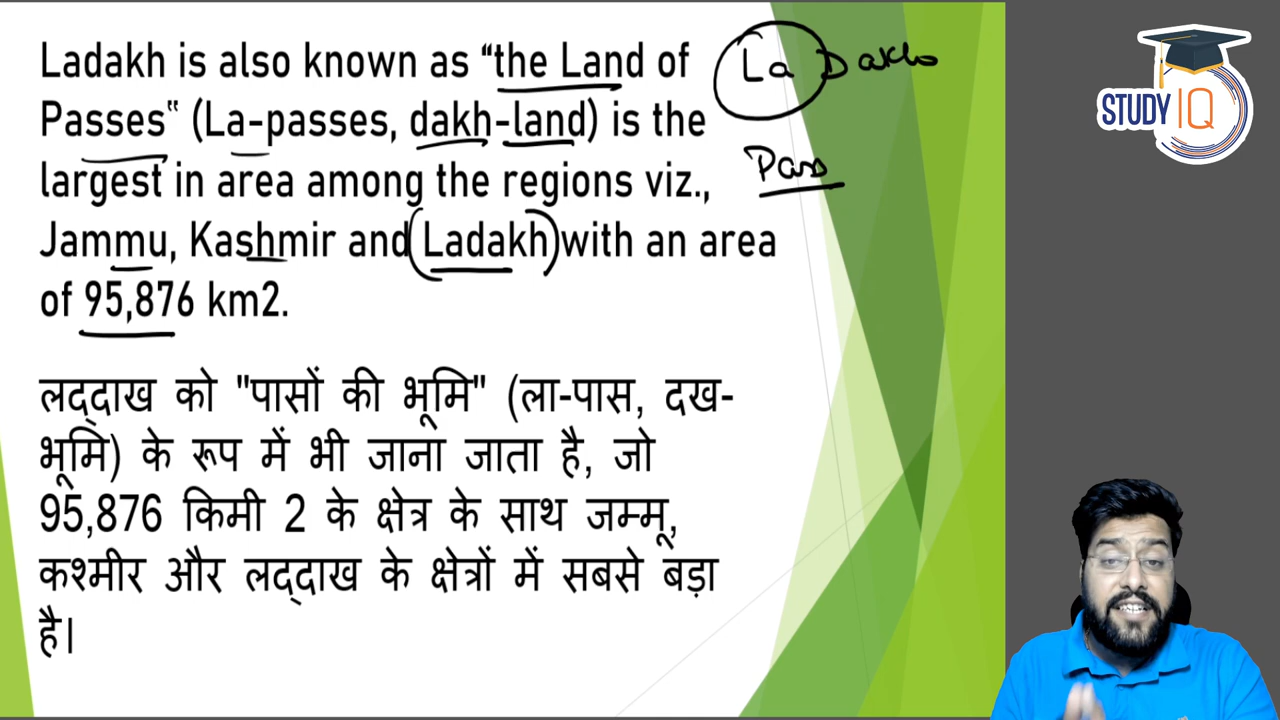 Ladakh is also known as “the Land of
Passes" (La-passes, dakh-land) is the
largest in area among the regions viz.,
Jammu, Kashmir and Ladakh with an area
of 95,876 km2.
लद्दाख को "पासों की भूमि" (ला-पास, दख-
भूमि) के रूप में भी जाना जाता है, जो
95,876 किमी 2 के क्षेत्र के साथ जम्मू,
कश्मीर और लद्दाख के क्षेत्रों में सबसे बड़ा
है।
La Dakh
Pass
STUDY IQ